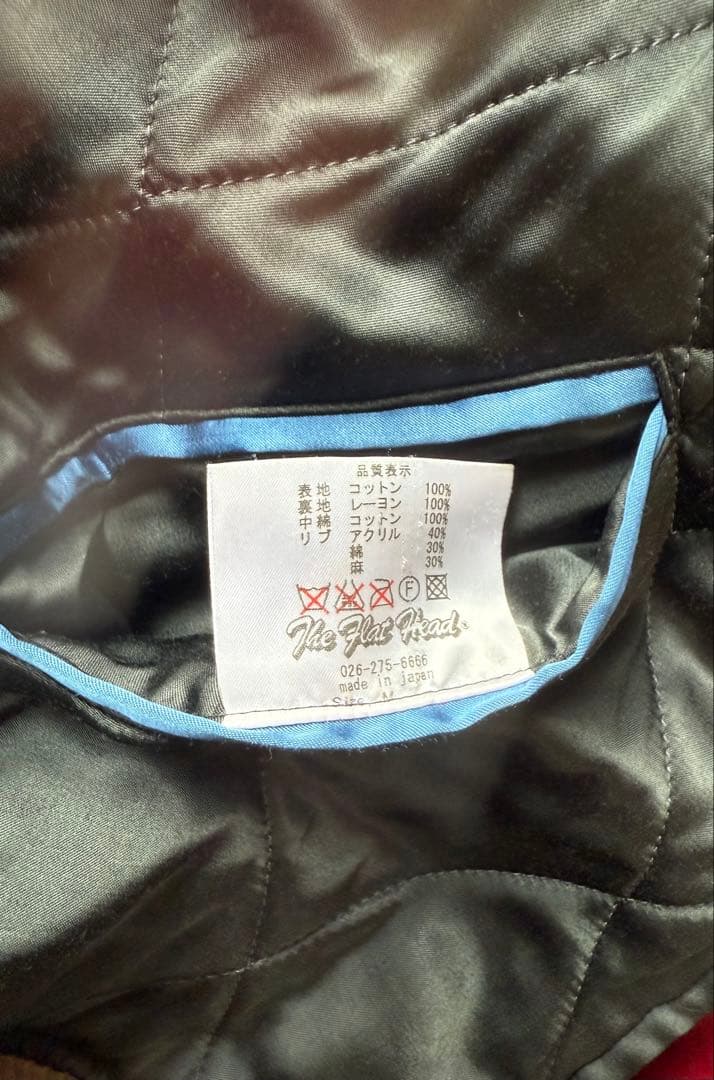 品質表示
表地 コットン 100%
裏地 レーヨン 100%
中綿 コットン 100%
リブ アクリル 40%
綿 30%
麻 30%
F
The Flat Head®
026-275-6666
made in japan
Size M